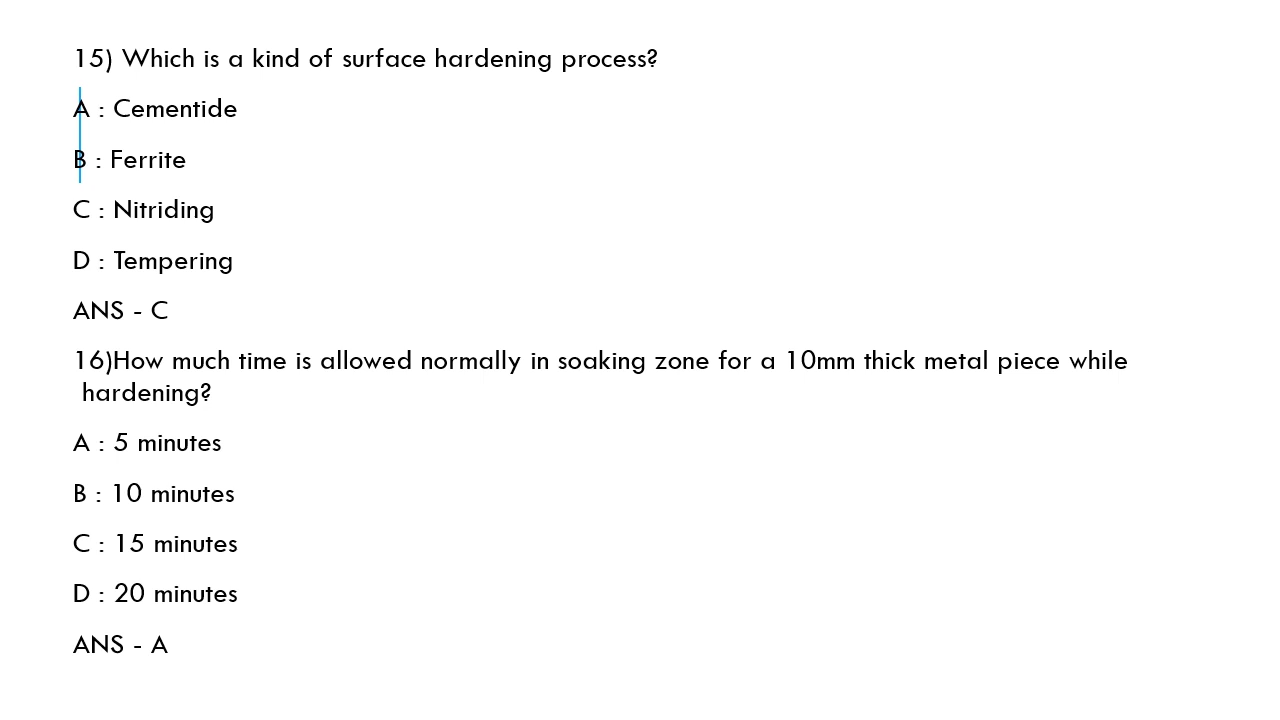 15) Which is a kind of surface hardening process?
A : Cementide
B : Ferrite
C : Nitriding
D : Tempering
ANS - C
16)How much time is allowed normally in soaking zone for a 10mm thick metal piece while
hardening?
A : 5 minutes
B : 10 minutes
C : 15 minutes
D : 20 minutes
ANS - A